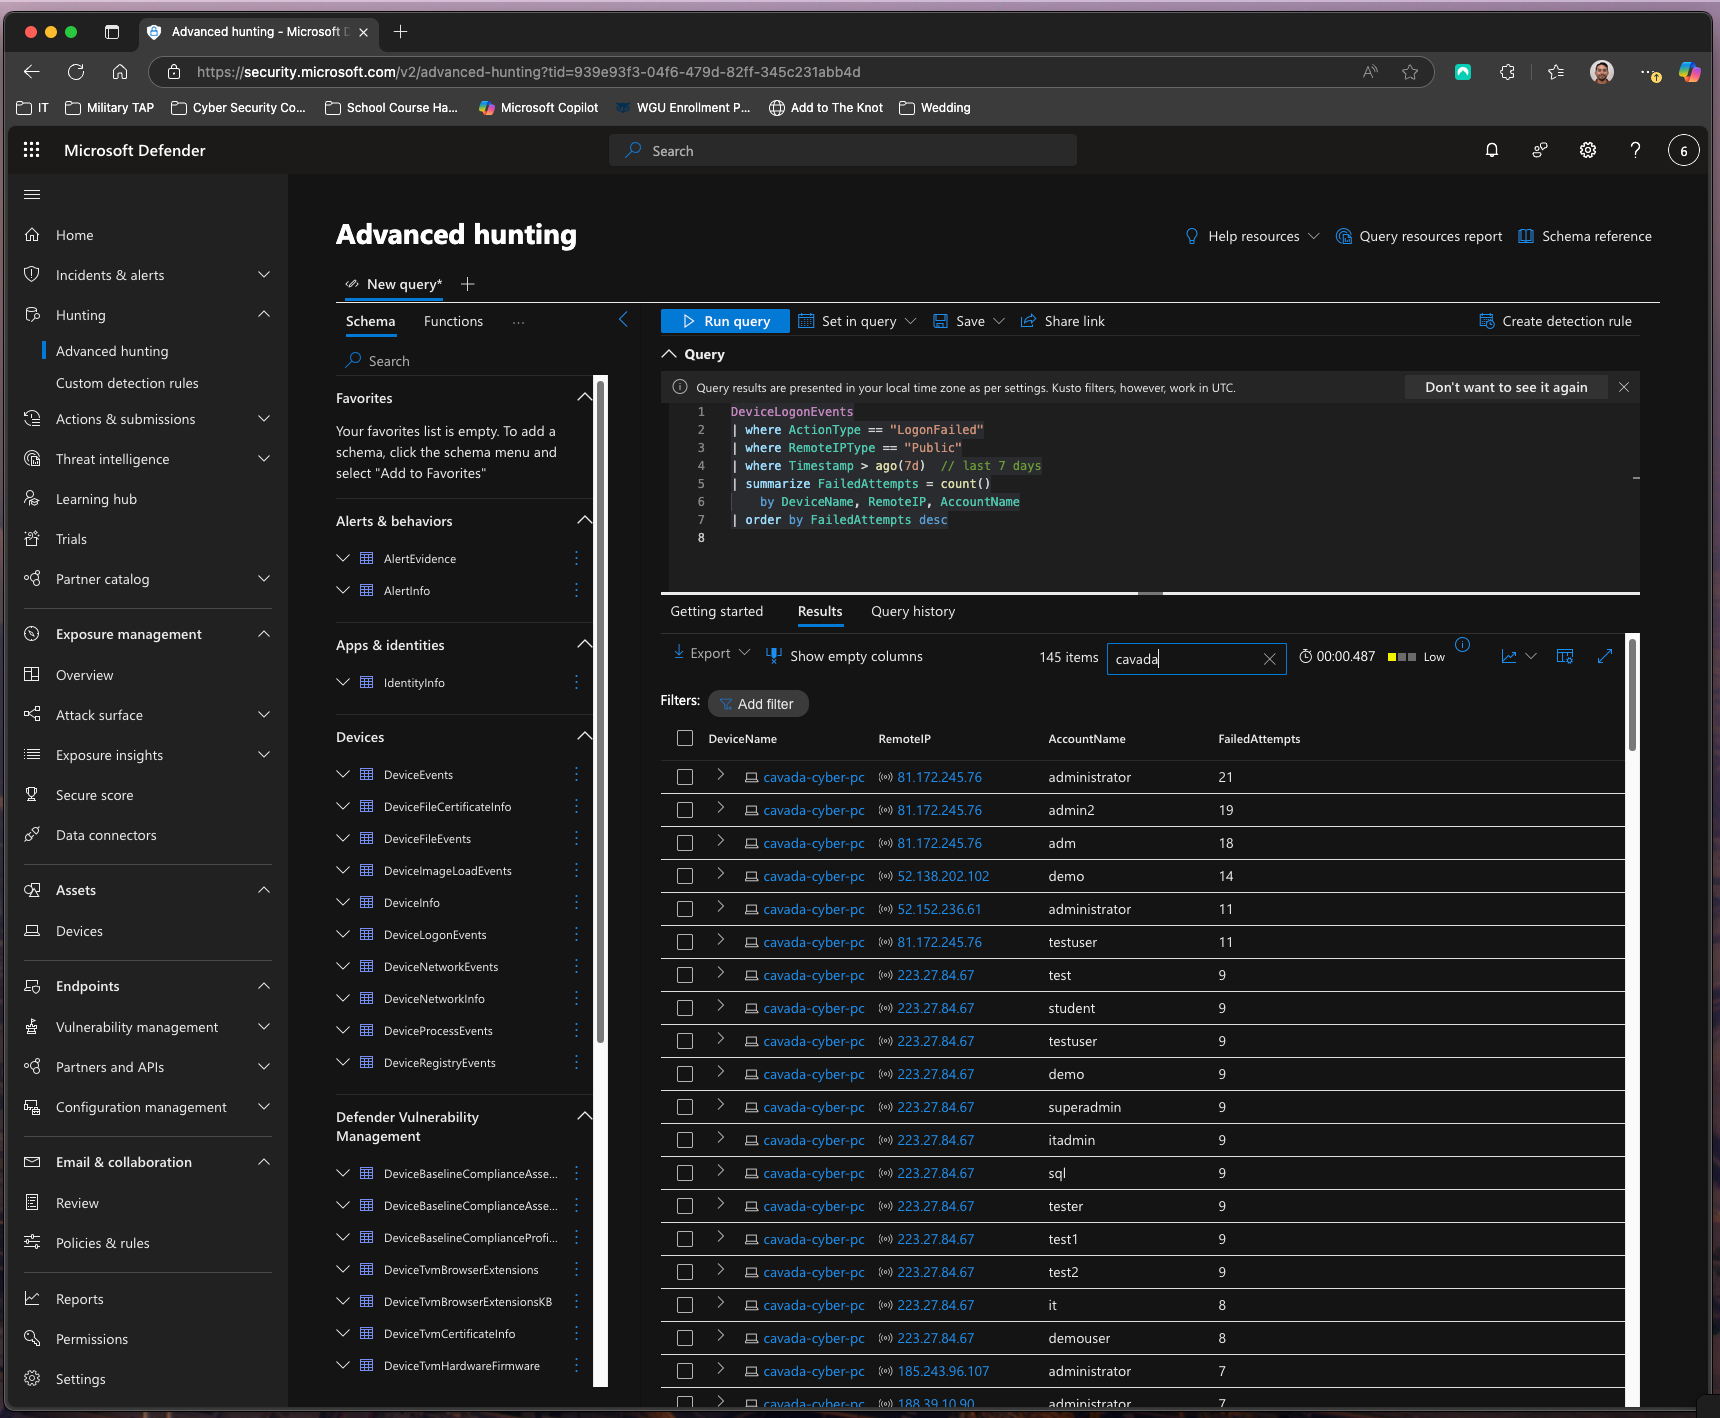 Advanced hunting - Microsoft D
https://security.microsoft.com/v2/advanced-hunting?tid=939e93f3-04f6-479d-82ff-345c231abb4d
IT
Military TAP
Cyber Security Co...
School Course Ha...
Microsoft Copilot
WGU Enrollment P...
Add to The Knot
Wedding
Microsoft Defender
Search
6
Home
Incidents & alerts
Hunting
Advanced hunting
Custom detection rules
Actions & submissions
Threat intelligence
Learning hub
Trials
Partner catalog
Exposure management
Overview
Attack surface
Exposure insights
Secure score
Data connectors
Assets
Devices
Endpoints
Vulnerability management
Partners and APIs
Configuration management
Email & collaboration
Review
Policies & rules
Reports
Permissions
Settings
Advanced hunting
Help resources
Query resources report
Schema reference
New query*
Schema
Functions
...
Search
Favorites
Your favorites list is empty. To add a
schema, click the schema menu and
select "Add to Favorites"
Alerts & behaviors
AlertEvidence
AlertInfo
Apps & identities
IdentityInfo
Devices
DeviceEvents
DeviceFileCertificateInfo
DeviceFileEvents
DeviceImageLoadEvents
DeviceInfo
DeviceLogonEvents
DeviceNetworkEvents
DeviceNetworkInfo
DeviceProcessEvents
DeviceRegistryEvents
Defender Vulnerability
Management
DeviceBaselineComplianceAsse...
DeviceBaselineComplianceAsse...
DeviceBaselineComplianceProfi...
DeviceTvmBrowserExtensions
DeviceTvmBrowserExtensionsKB
DeviceTvmCertificateInfo
DeviceTvmHardwareFirmware
Run query
Set in query
Save
Share link
Create detection rule
Query
Query results are presented in your local time zone as per settings. Kusto filters, however, work in UTC.
Don't want to see it again
1 DeviceLogonEvents
2 | where ActionType == "LogonFailed"
3 | where RemoteIPType == "Public"
4 | where Timestamp > ago(7d)  // last 7 days
5 | summarize FailedAttempts = count()
6     by DeviceName, RemoteIP, AccountName
7 | order by FailedAttempts desc
8
Getting started
Results
Query history
Export
Show empty columns
145 items
cavada
00:00.487
Low
Filters:
Add filter
DeviceName RemoteIP AccountName FailedAttempts
cavada-cyber-pc 81.172.245.76 administrator 21
cavada-cyber-pc 81.172.245.76 admin2 19
cavada-cyber-pc 81.172.245.76 adm 18
cavada-cyber-pc 52.138.202.102 demo 14
cavada-cyber-pc 52.152.236.61 administrator 11
cavada-cyber-pc 81.172.245.76 testuser 11
cavada-cyber-pc 223.27.84.67 test 9
cavada-cyber-pc 223.27.84.67 student 9
cavada-cyber-pc 223.27.84.67 testuser 9
cavada-cyber-pc 223.27.84.67 demo 9
cavada-cyber-pc 223.27.84.67 superadmin 9
cavada-cyber-pc 223.27.84.67 itadmin 9
cavada-cyber-pc 223.27.84.67 sql 9
cavada-cyber-pc 223.27.84.67 tester 9
cavada-cyber-pc 223.27.84.67 test1 9
cavada-cyber-pc 223.27.84.67 test2 9
cavada-cyber-pc 223.27.84.67 it 8
cavada-cyber-pc 223.27.84.67 demouser 8
cavada-cyber-pc 185.243.96.107 administrator 7
cavada-cyber-pc 188.39.10.90 administrator 7